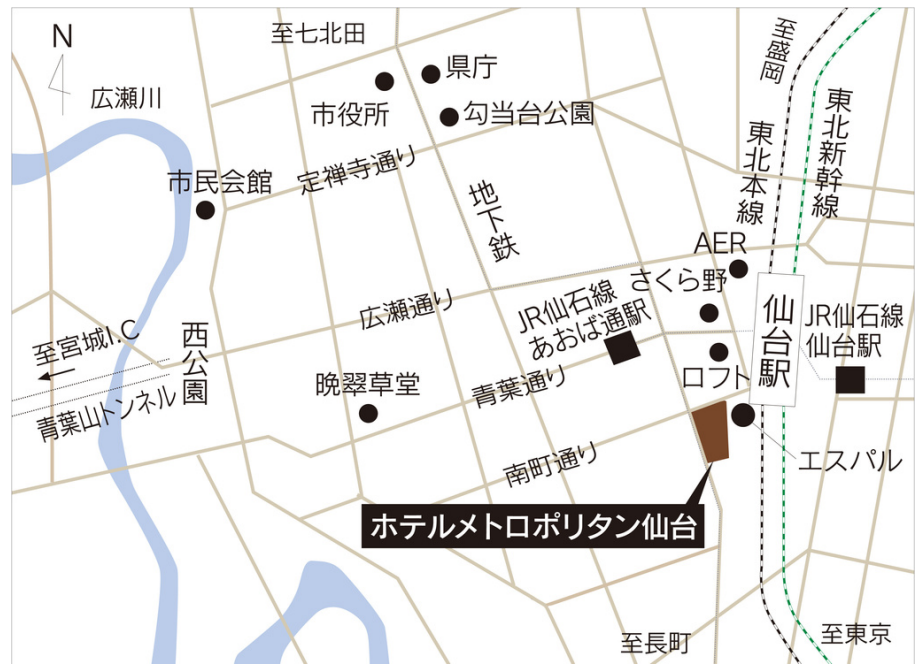 N
至七北田
至盛岡
県庁
広瀬川
市役所
勾当台公園
東北新幹線
東北本線
定禅寺通り
市民会館
地下鉄
AER
さくら野
広瀬通り
JR仙石線
あおば通駅
仙台駅
JR仙石線
仙台駅
至宮城I.C
西公園
青葉山トンネル
晩翠草堂
青葉通り
ロフト
南町通り
エスパル
ホテルメトロポリタン仙台
至長町
至東京